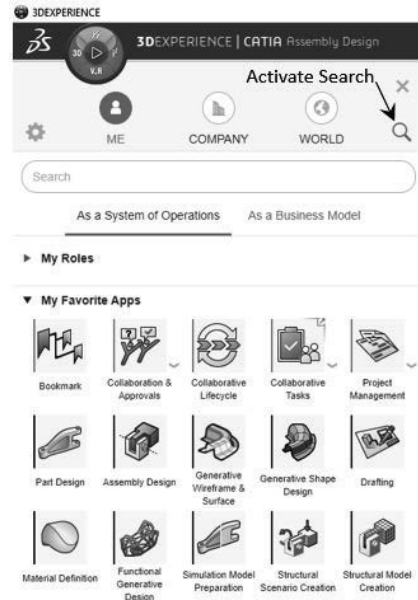 3DEXPERIENCE
3DEXPERIENCE | CATIA Assembly Design
3D
V.R
Activate Search
ME COMPANY WORLD
Search
As a System of Operations As a Business Model
My Roles
My Favorite Apps
Bookmark Collaboration & Approvals Collaborative Lifecycle Collaborative Tasks Project Management
Part Design Assembly Design Generative Wireframe & Surface Generative Shape Design Drafting
Material Definition Functional Generative Design Simulation Model Preparation Structural Scenario Creation Structural Model Creation